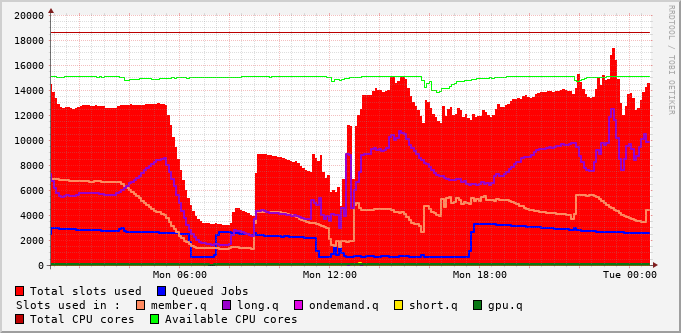 20000
18000
16000
14000
12000
10000
8000
6000
4000
2000
0
Mon 06:00 Mon 12:00 Mon 18:00 Tue 00:00
Total slots used Queued Jobs
Slots used in : member.q long.q ondemand.q short.q gpu.q
Total CPU cores Available CPU cores
RRDTOOL / TOBI OETIKER